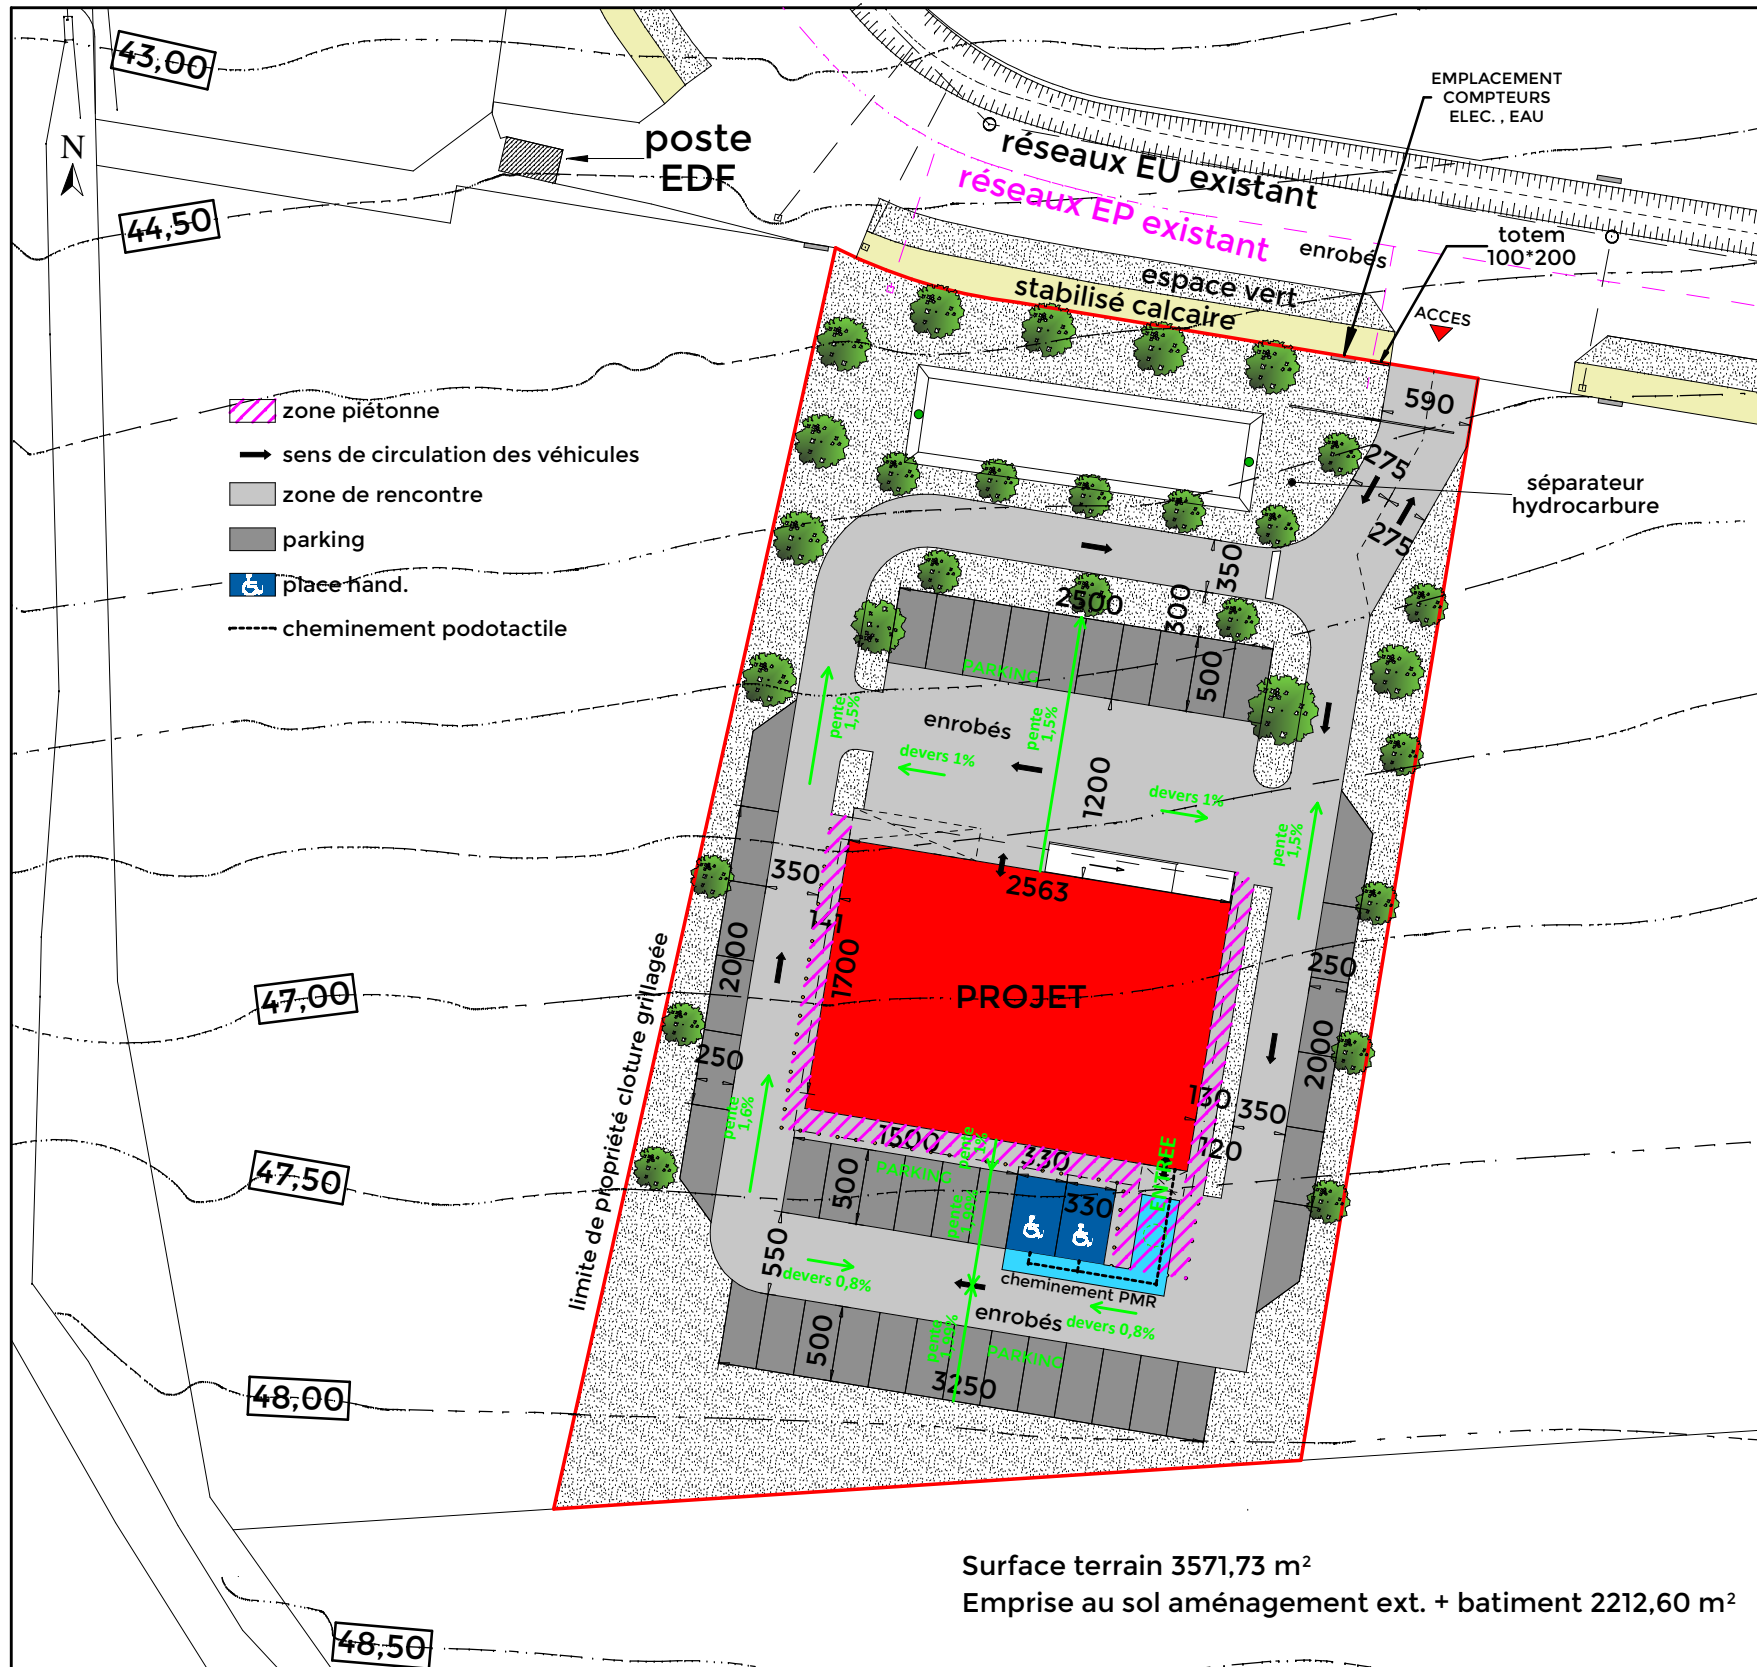 43,00
EMPLACEMENT
COMPTEURS
ELEC. , EAU
N
poste
EDF
réseaux EU existant
réseaux EP existant
44,50
enrobés
totem
100*200
espace vert
stabilisé calcaire
ACCES
590
zone piétonne
sens de circulation des véhicules
zone de rencontre
parking
place hand.
cheminement podotactile
275
275
séparateur
hydrocarbure
350
2500
300
500
PARKING
enrobés
pente
1,5%
pente
1,5%
devers 1%
1200
devers 1%
pente
1,5%
350
2563
141
1700
2000
250
PROJET
250
2000
47,00
limite de propriété cloture grillagée
pente
1,6%
130
350
120
1500
pente
1%
330
ENTREE
PARKING
500
330
47,50
550
devers 0,8%
cheminement PMR
enrobés
devers 0,8%
500
pente
PARKING
3250
48,00
Surface terrain 3571,73 m²
Emprise au sol aménagement ext. + batiment 2212,60 m²
48,50